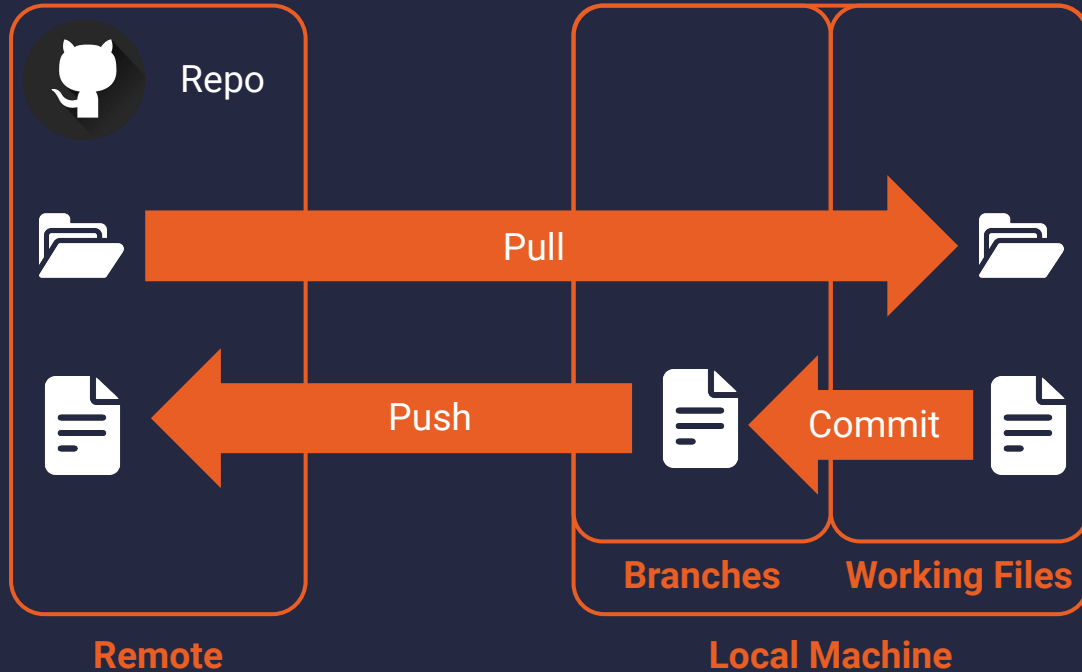 Repo
Pull
Push
Commit
Branches
Working Files
Remote
Local Machine